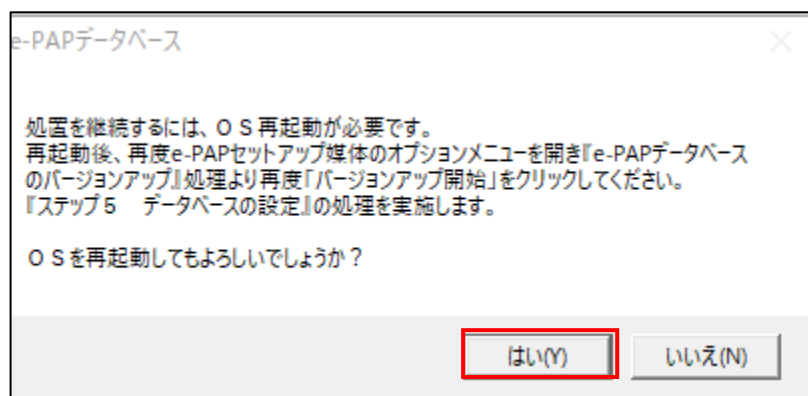 e-PAPデータベース
処置を継続するには、ＯＳ再起動が必要です。
再起動後、再度e-PAPセットアップ媒体のオプションメニューを開き『e-PAPデータベース
のバージョンアップ』処理より再度「バージョンアップ開始」をクリックしてください。
『ステップ５　データベースの設定』の処理を実施します。
ＯＳを再起動してもよろしいでしょうか？
はい(Y)
いいえ(N)